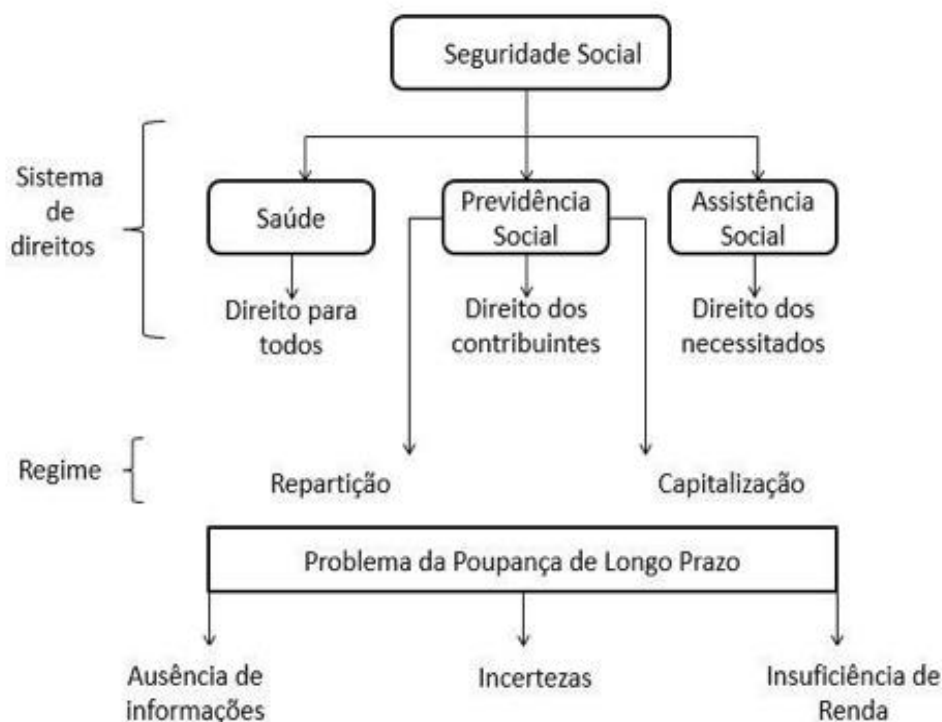 Seguridade Social
Sistema
de
direitos
Saúde
Previdência
Social
Assistência
Social
Direito para
todos
Direito dos
contribuintes
Direito dos
necessitados
Regime
Repartição
Capitalização
Problema da Poupança de Longo Prazo
Ausência de
informações
Incertezas
Insuficiência de
Renda